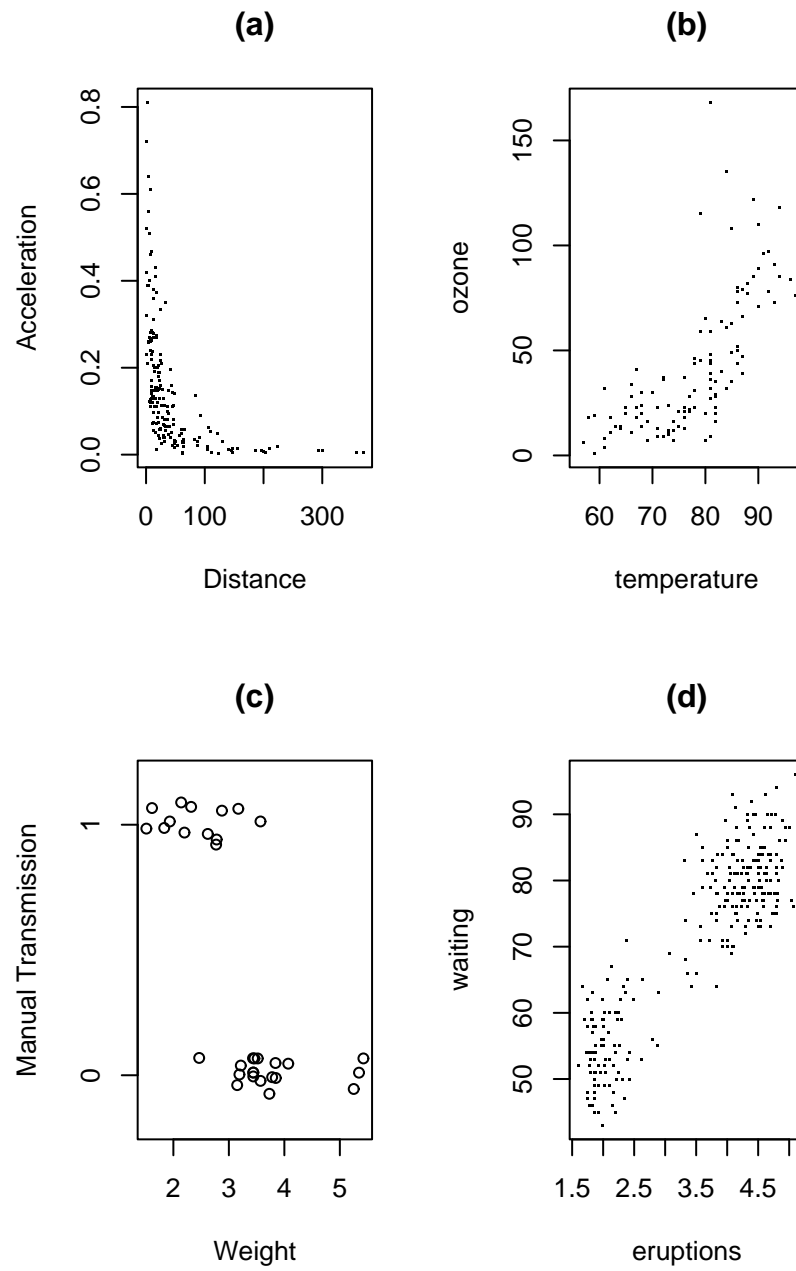 (a)
Acceleration
0.0 0.2 0.4 0.6 0.8
0 100 300
Distance
(b)
ozone
0 50 100 150
60 70 80 90
temperature
(c)
Manual Transmission
0 1
2 3 4 5
Weight
(d)
waiting
50 60 70 80 90
1.5 2.5 3.5 4.5
eruptions